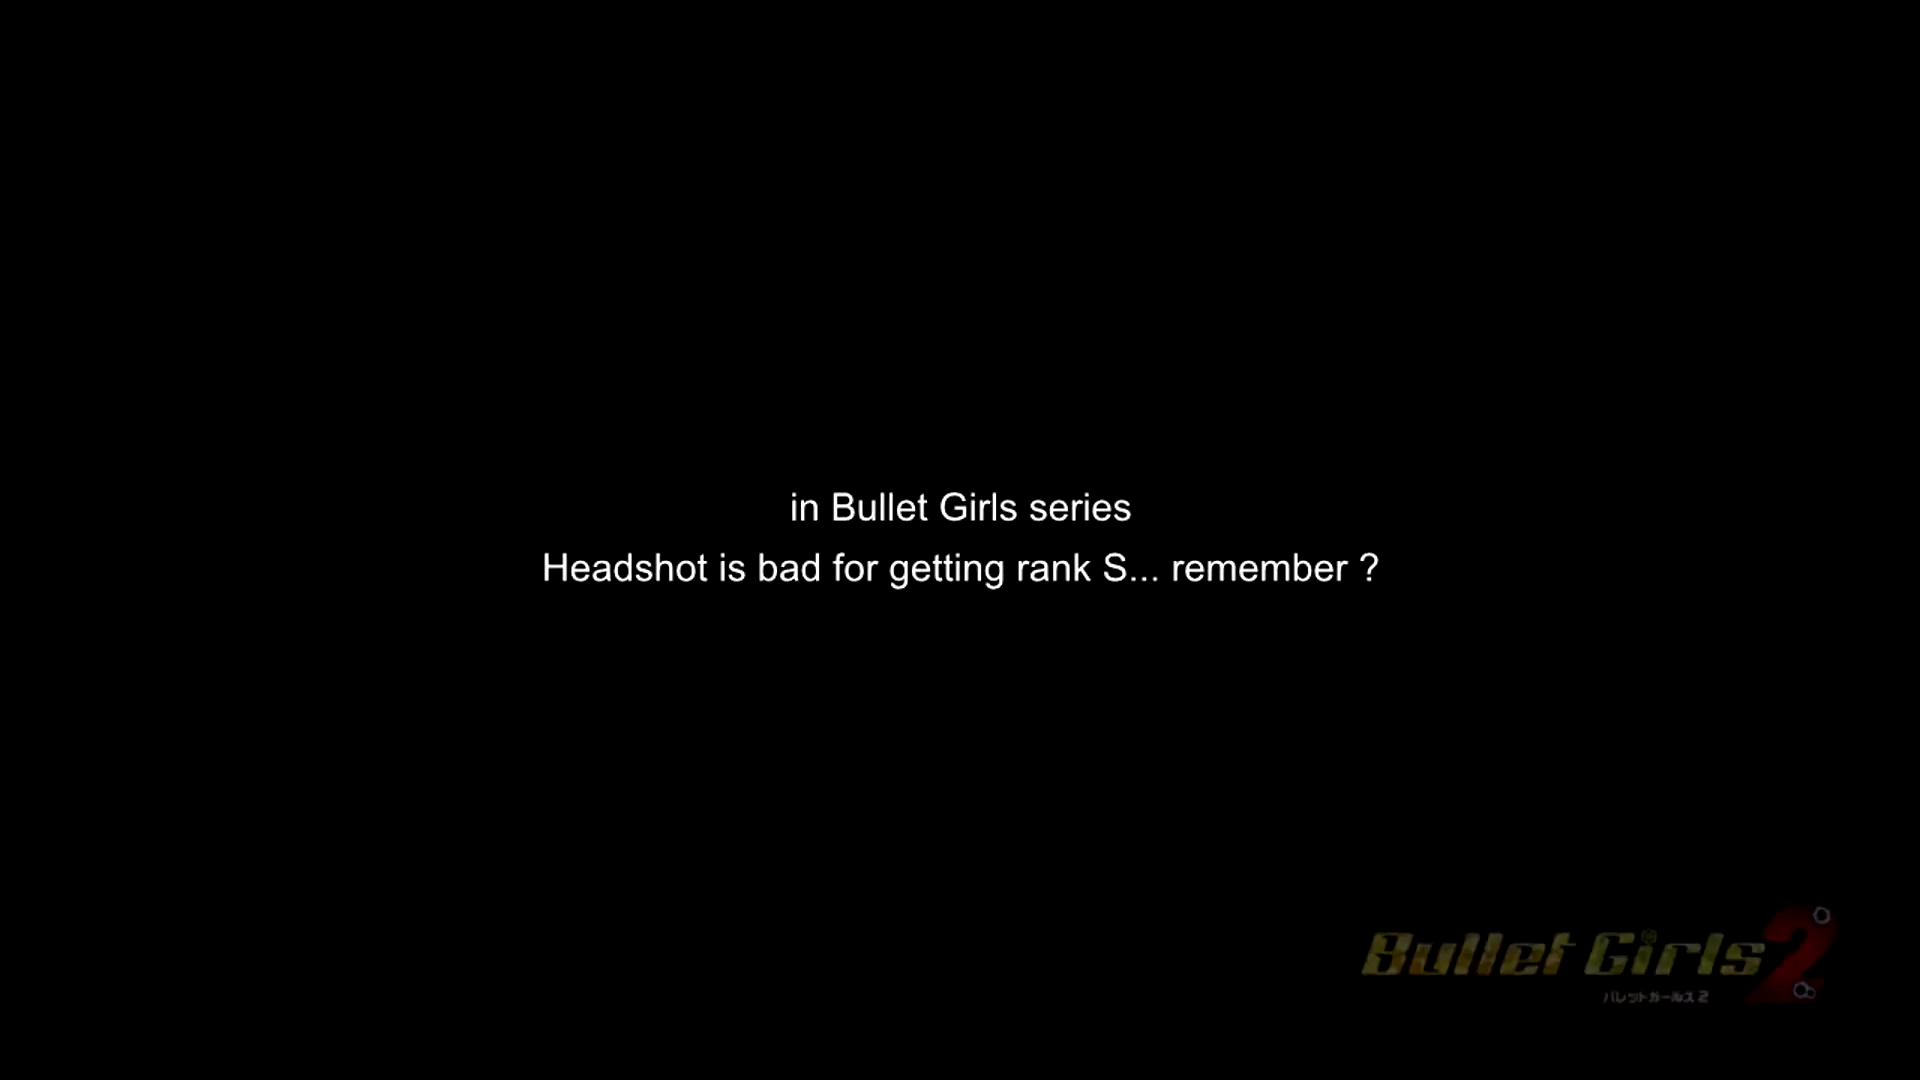 in Bullet Girls series
Headshot is bad for getting rank S... remember ?
Bullet Girls 2
バレットガールズ2